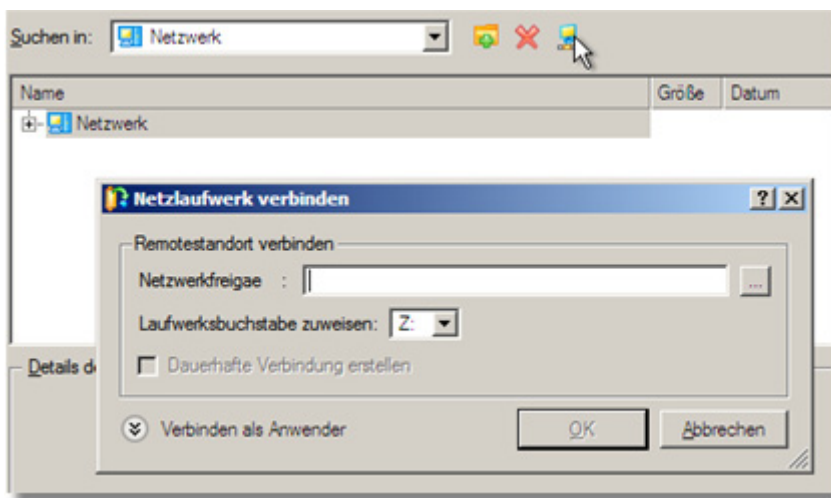 Suchen in: Netzwerk
Name Größe Datum
Netzwerk
Netzlaufwerk verbinden
Remotestandort verbinden
Netzwerkfreigae :
...
Laufwerksbuchstabe zuweisen: Z:
Dauerhafte Verbindung erstellen
Details d
Verbinden als Anwender
OK
Abbrechen